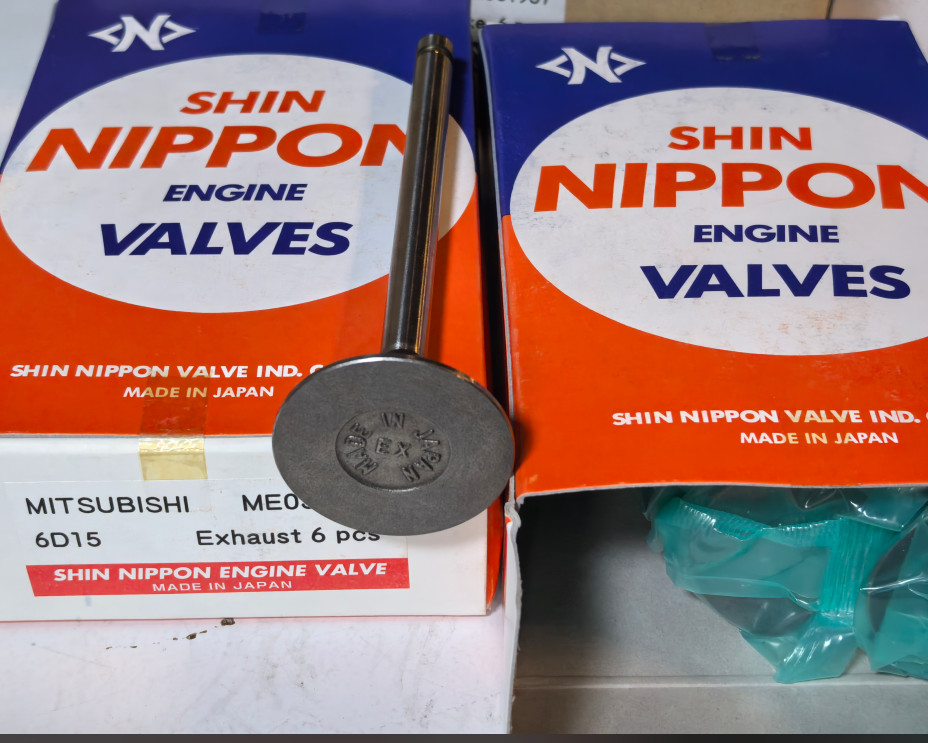 N
SHIN
NIPPON
ENGINE
VALVES
SHIN NIPPON VALVE IND.
MADE IN JAPAN
MITSUBISHI ME0
6D15 Exhaust 6 pcs
SHIN NIPPON ENGINE VALVE
MADE IN JAPAN
MADE IN JAPAN
EX
N
SHIN
NIPPON
ENGINE
VALVES
SHIN NIPPON VALVE IND.
MADE IN JAPAN